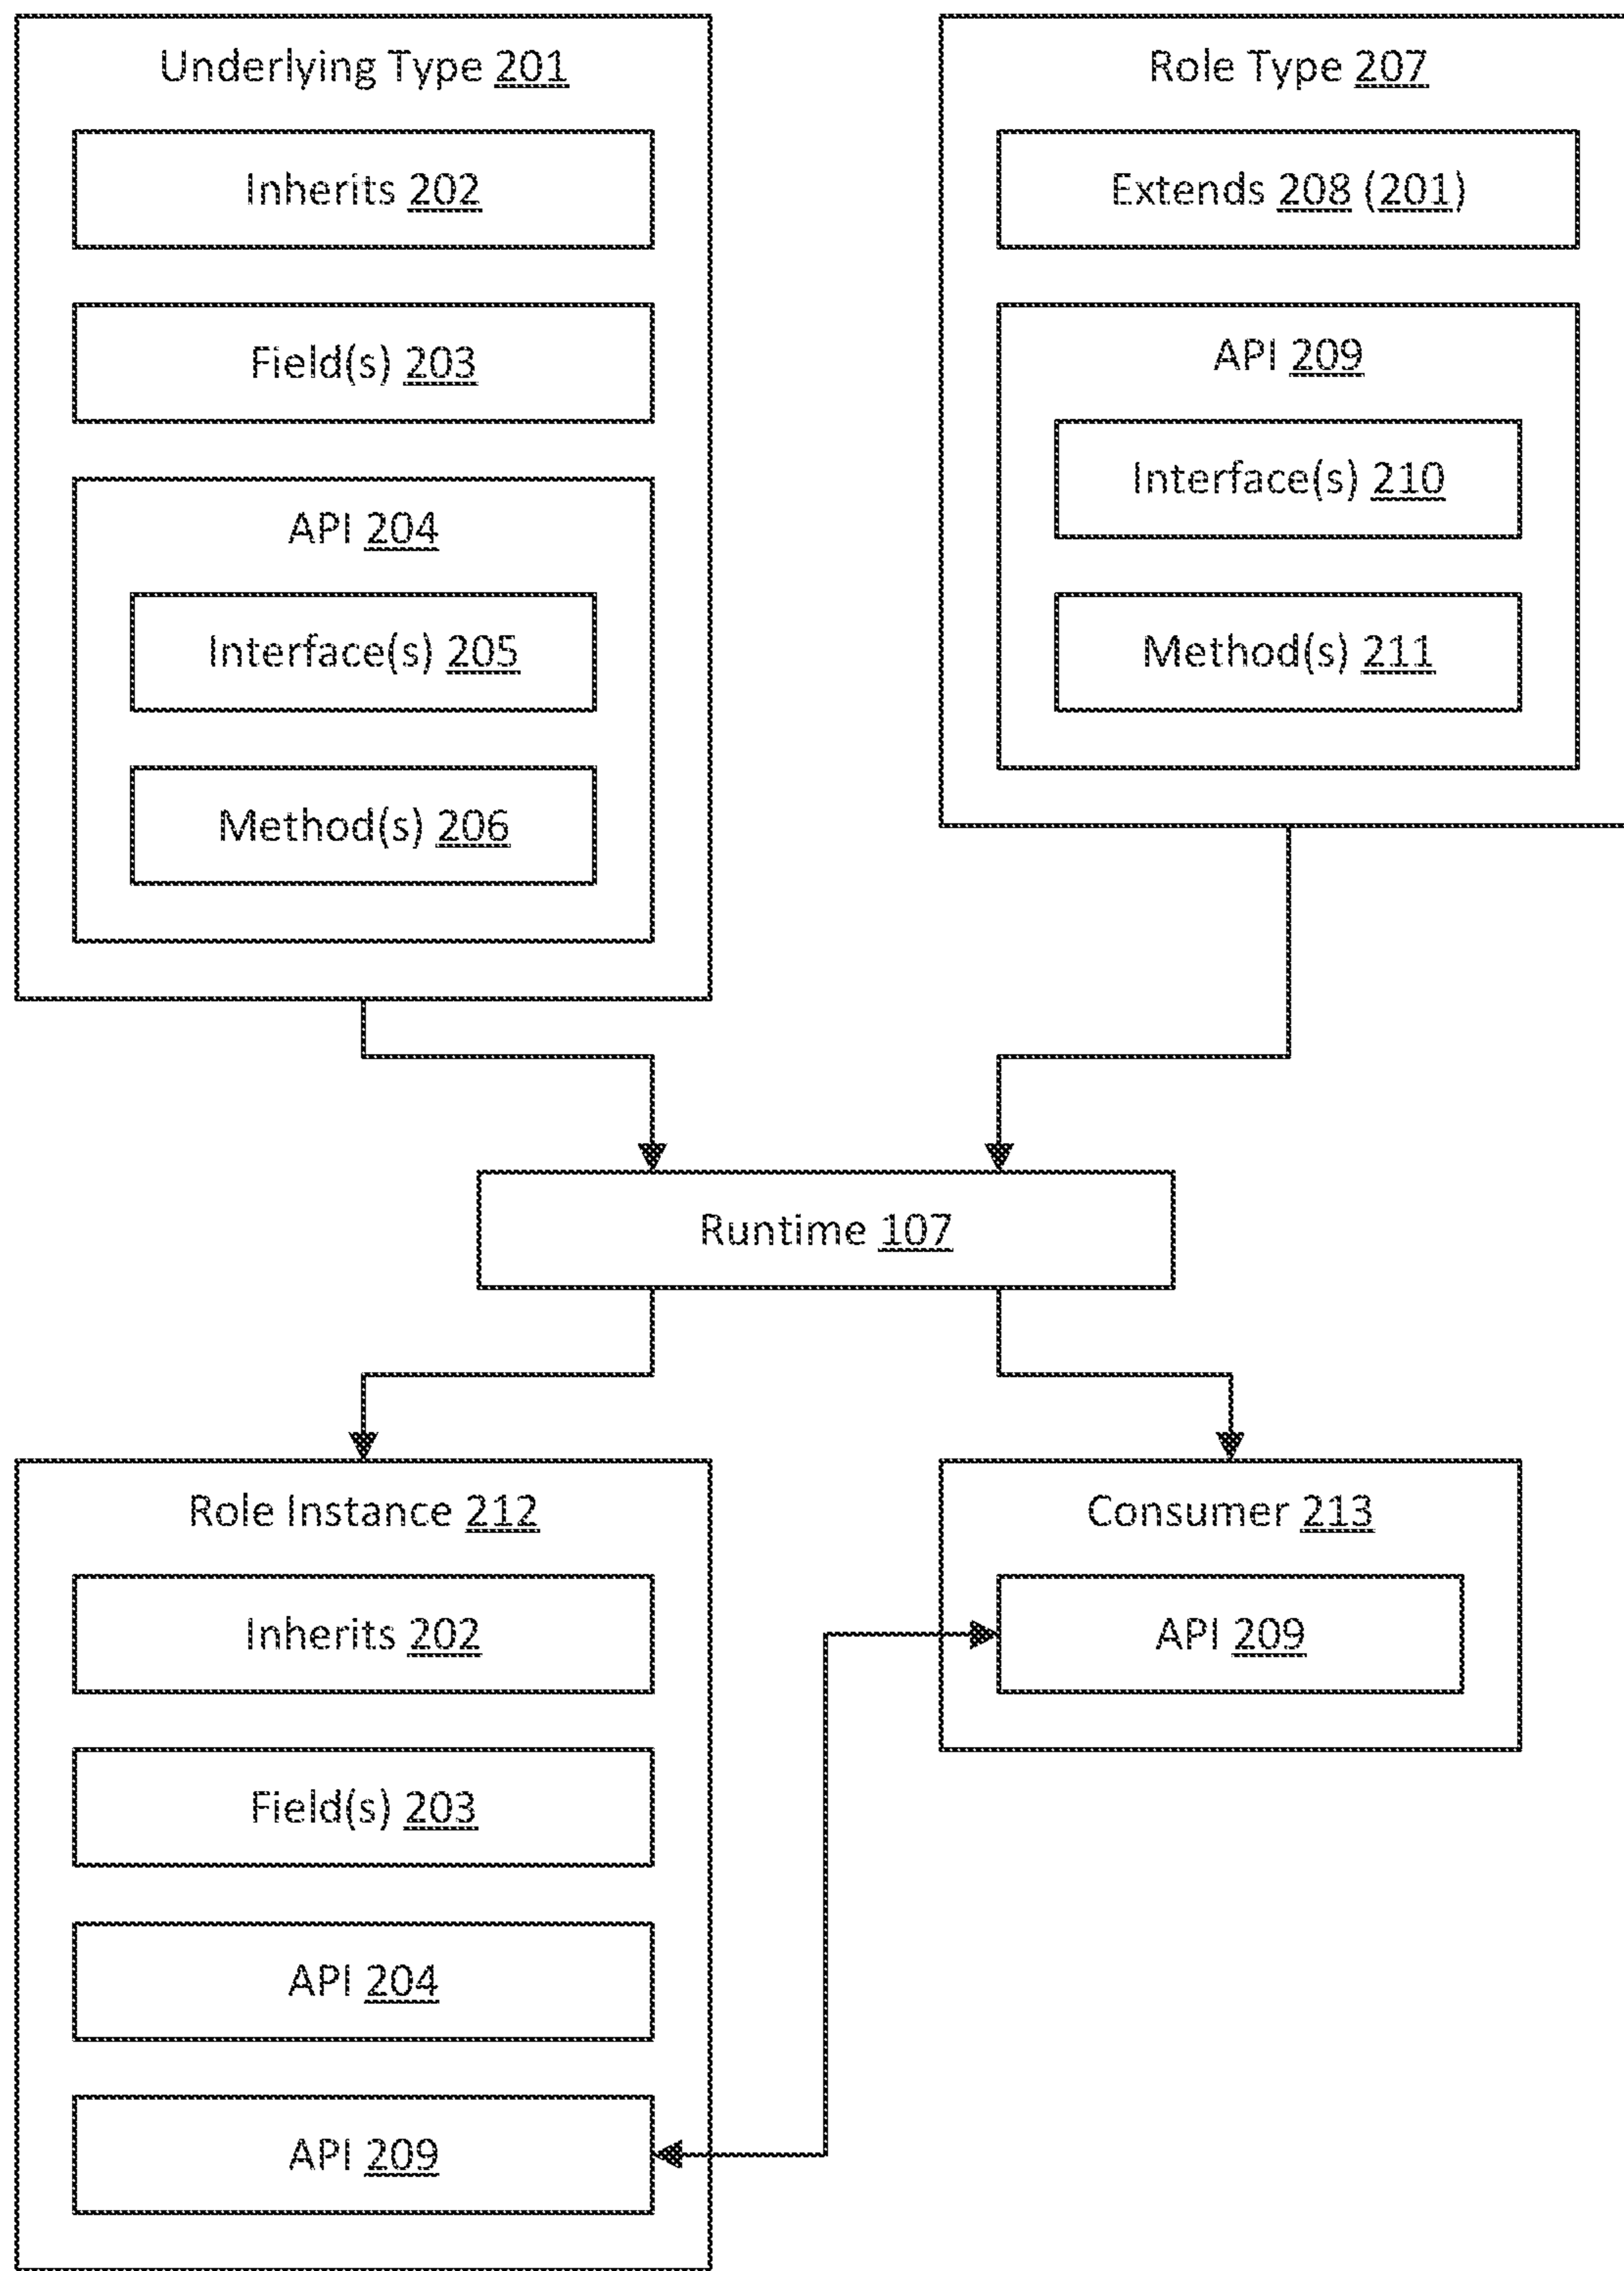 Underlying Type 201
Inherits 202
Field(s) 203
API 204
Interface(s) 205
Method(s) 206
Role Type 207
Extends 208 (201)
API 209
Interface(s) 210
Method(s) 211
Runtime 107
Role Instance 212
Inherits 202
Field(s) 203
API 204
API 209
Consumer 213
API 209